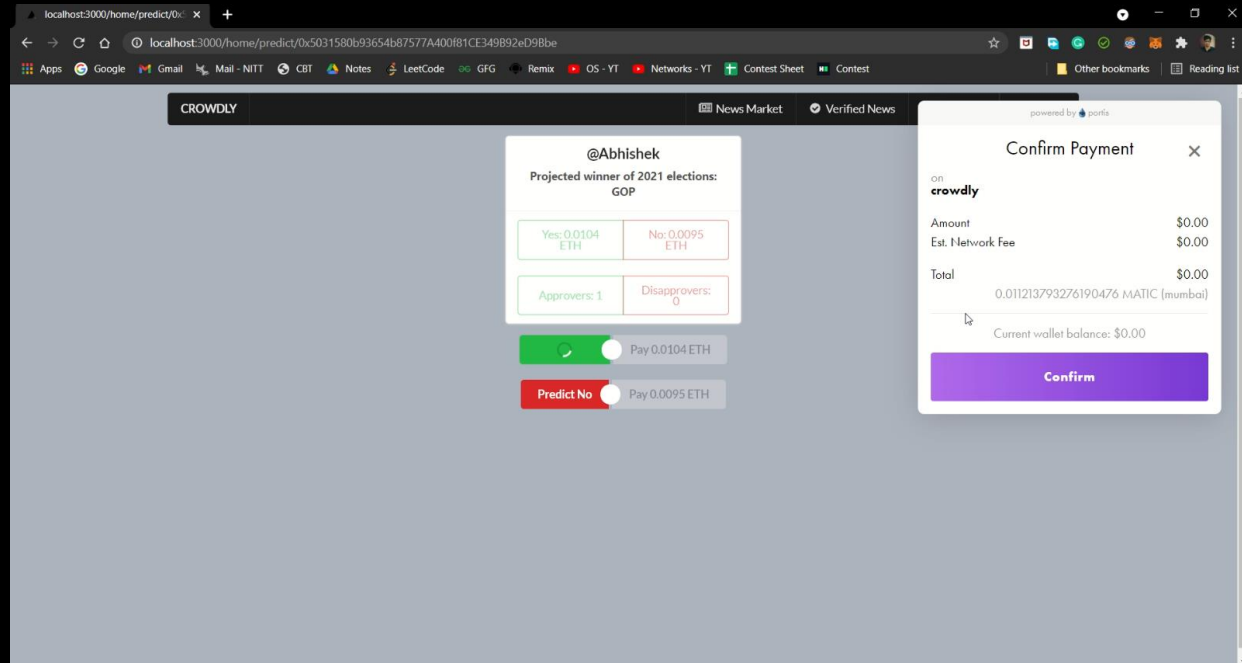 localhost:3000/home/predict/0x5
localhost:3000/home/predict/0x5031580b93654b87577A400f81CE349B92eD9Bbe
Apps Google Gmail Mail - NITT CBT Notes LeetCode GFG Remix OS - YT Networks - YT Contest Sheet Contest Other bookmarks Reading list
CROWDLY News Market Verified News
powered by portis
Confirm Payment
on
crowdly
Amount $0.00
Est. Network Fee $0.00
Total $0.00
0.011213793276190476 MATIC (mumbai)
Current wallet balance: $0.00
Confirm
@Abhishek
Projected winner of 2021 elections:
GOP
Yes: 0.0104
ETH
No: 0.0095
ETH
Approvers: 1
Disapprovers:
0
Pay 0.0104 ETH
Predict No Pay 0.0095 ETH